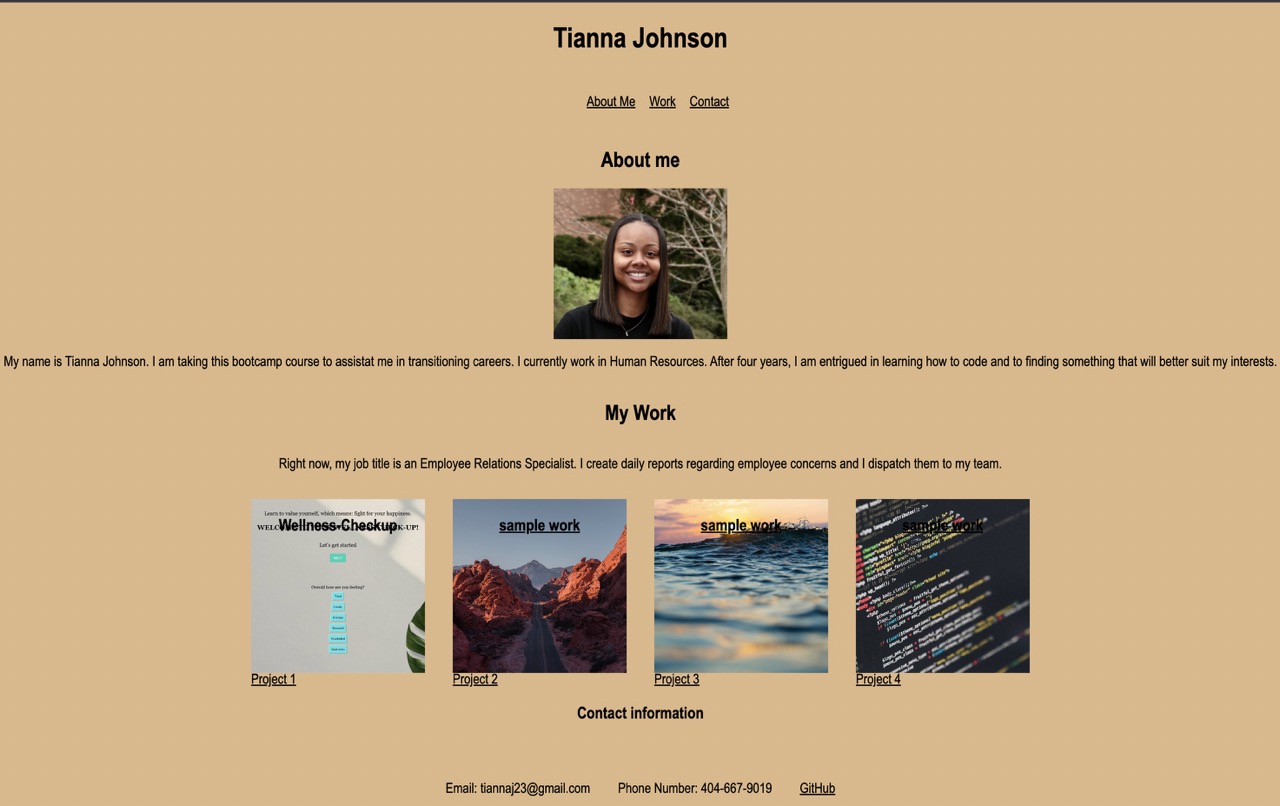 Tianna Johnson
About Me Work Contact
About me
My name is Tianna Johnson. I am taking this bootcamp course to assistat me in transitioning careers. I currently work in Human Resources. After four years, I am entrigued in learning how to code and to finding something that will better suit my interests.
My Work
Right now, my job title is an Employee Relations Specialist. I create daily reports regarding employee concerns and I dispatch them to my team.
Learn to value yourself, which means: fight for your happiness.
Wellness-Checkup
Let's get started
Overall how are you feeling?
sample work
sample work
sample work
Project 1 Project 2 Project 3 Project 4
Contact information
Email: tiannaj23@gmail.com Phone Number: 404-667-9019 GitHub